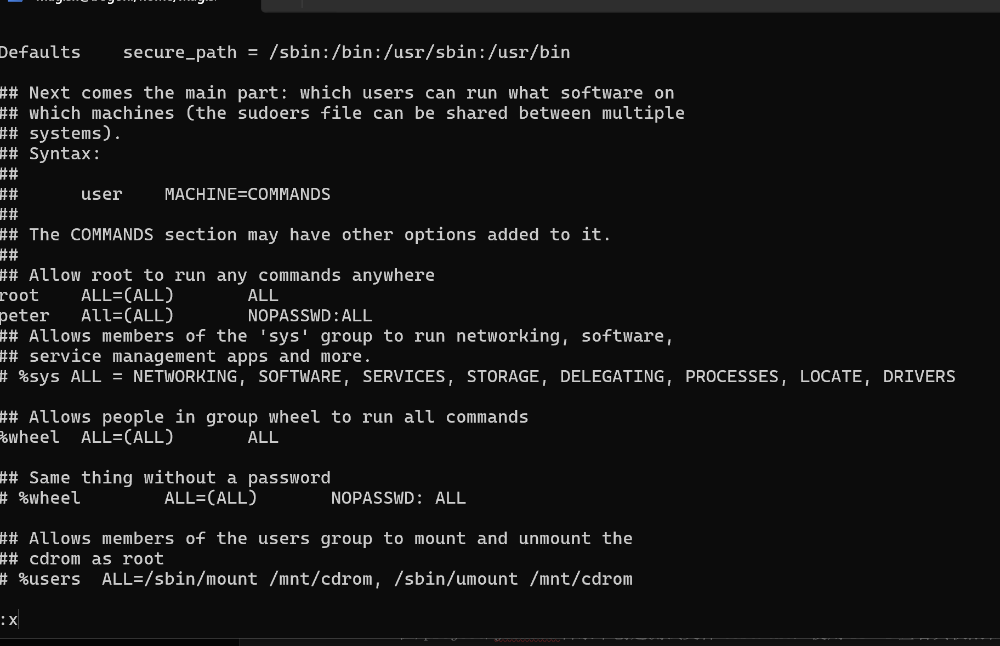 Defaults    secure_path = /sbin:/bin:/usr/sbin:/usr/bin
## Next comes the main part: which users can run what software on
## which machines (the sudoers file can be shared between multiple
## systems).
## Syntax:
##
##      user    MACHINE=COMMANDS
##
## The COMMANDS section may have other options added to it.
##
## Allow root to run any commands anywhere
root    ALL=(ALL)       ALL
peter   All=(ALL)       NOPASSWD:ALL
## Allows members of the 'sys' group to run networking, software,
## service management apps and more.
# %sys ALL = NETWORKING, SOFTWARE, SERVICES, STORAGE, DELEGATING, PROCESSES, LOCATE, DRIVERS
## Allows people in group wheel to run all commands
%wheel  ALL=(ALL)       ALL
## Same thing without a password
# %wheel        ALL=(ALL)       NOPASSWD: ALL
## Allows members of the users group to mount and unmount the
## cdrom as root
# %users  ALL=/sbin/mount /mnt/cdrom, /sbin/umount /mnt/cdrom
:x